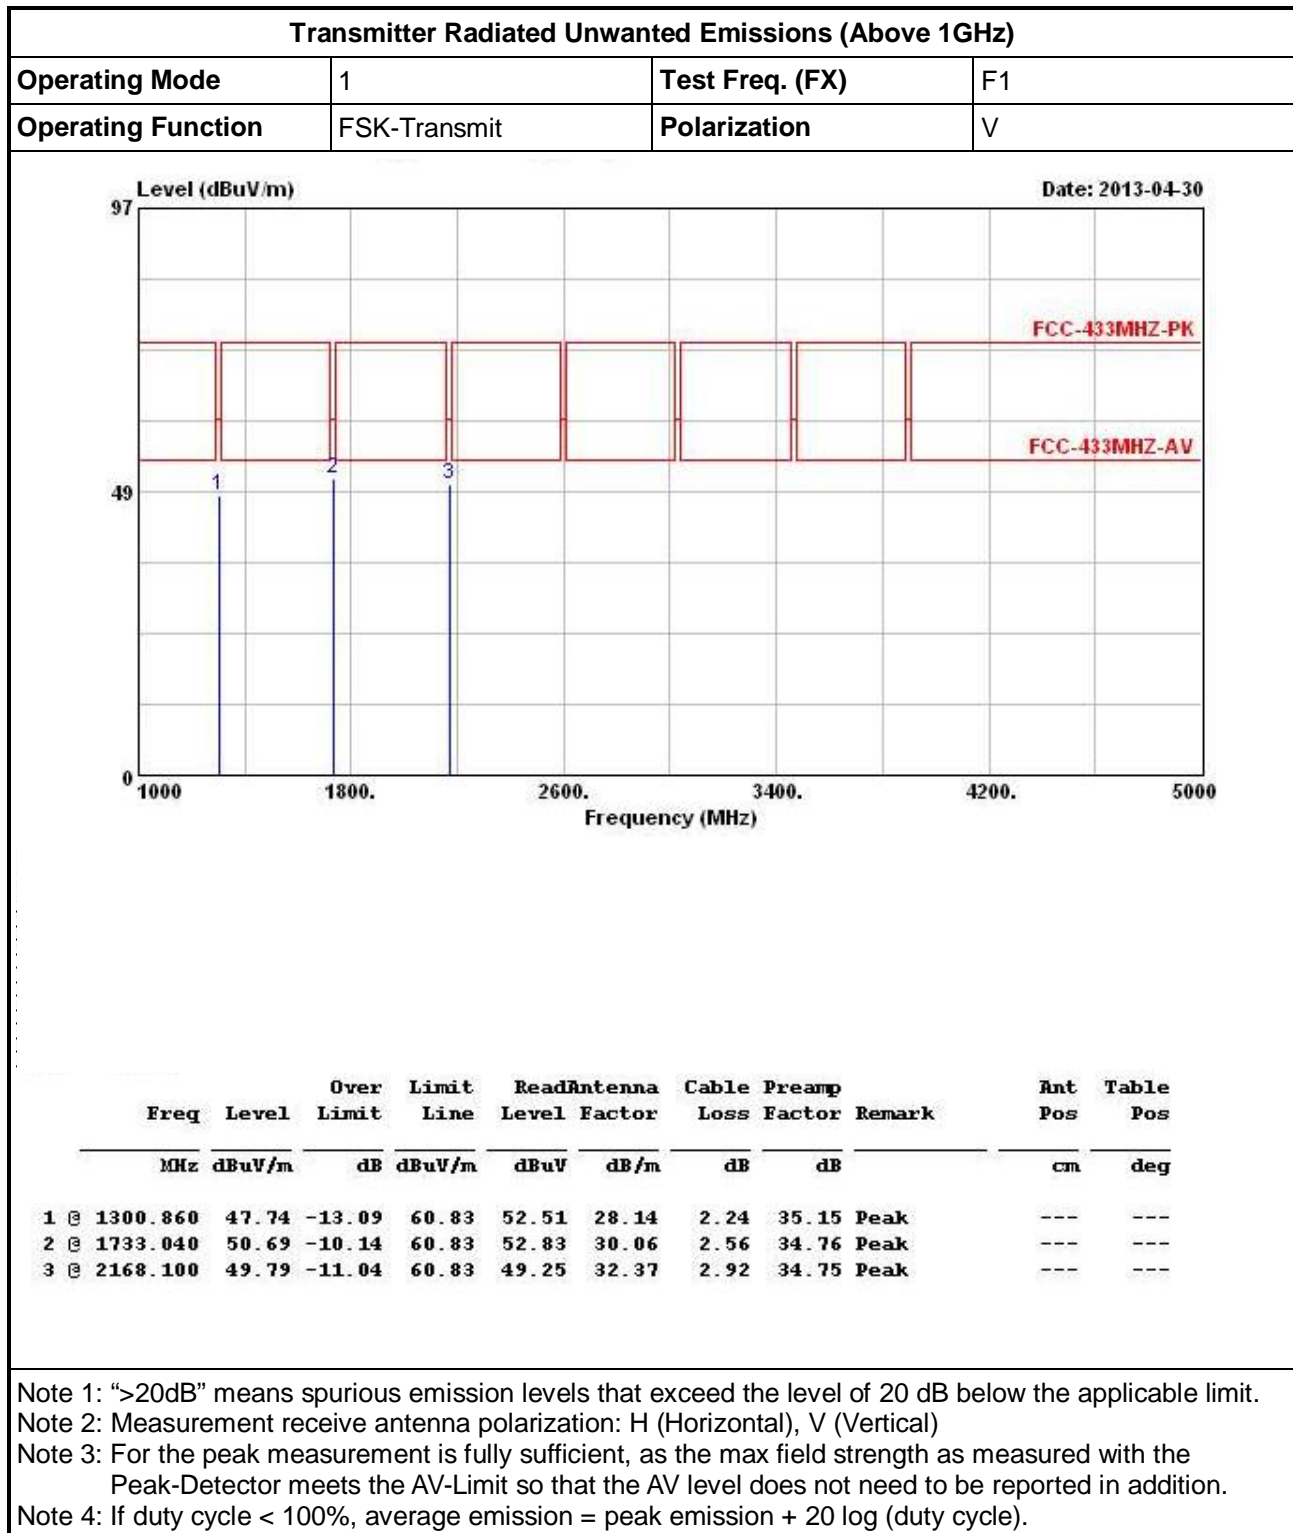 Transmitter Radiated Unwanted Emissions (Above 1GHz)
Operating Mode 1 Test Freq. (FX) F1
Operating Function FSK-Transmit Polarization V
Level (dBuV/m) Date: 2013-04-30
97
FCC-433MHZ-PK
FCC-433MHZ-AV
1 2 3
49
0
1000 1800. 2600. 3400. 4200. 5000
Frequency (MHz)
Over Limit ReadAntenna Cable Preamp Ant Table
Freq Level Limit Line Level Factor Loss Factor Remark Pos Pos
MHz dBuV/m dB dBuV/m dBuV dB/m dB dB cm deg
1 @ 1300.860 47.74 -13.09 60.83 52.51 28.14 2.24 35.15 Peak --- ---
2 @ 1733.040 50.69 -10.14 60.83 52.83 30.06 2.56 34.76 Peak --- ---
3 @ 2168.100 49.79 -11.04 60.83 49.25 32.37 2.92 34.75 Peak --- ---
Note 1: “>20dB” means spurious emission levels that exceed the level of 20 dB below the applicable limit.
Note 2: Measurement receive antenna polarization: H (Horizontal), V (Vertical)
Note 3: For the peak measurement is fully sufficient, as the max field strength as measured with the
Peak-Detector meets the AV-Limit so that the AV level does not need to be reported in addition.
Note 4: If duty cycle < 100%, average emission = peak emission + 20 log (duty cycle).